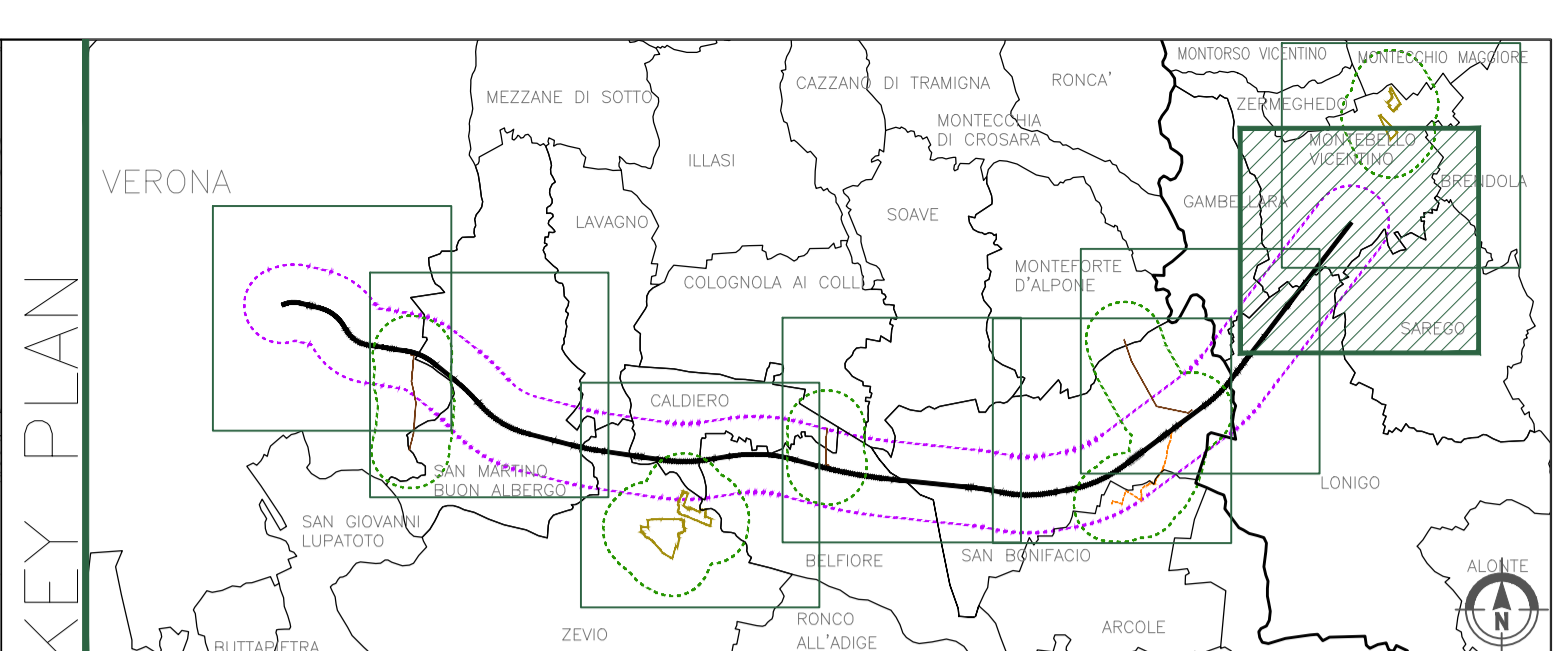 KEY PLAN
MONTORSO VICENTINO
MONTECCHIO MAGGIORE
MEZZANE DI SOTTO
CAZZANO DI TRAMIGNA
RONCA'
ZERMEGHEDO
MONTECCHIA
DI CROSARA
MONTEBELLO
VICENTINO
ILLASI
VERONA
BRENDOLA
GAMBELLARA
LAVAGNO
SOAVE
MONTEFORTE
D'ALPONE
COLOGNOLA AI COLLI
SAREGO
CALDIERO
SAN MARTINO
BUON ALBERGO
LONIGO
SAN GIOVANNI
LUPATOTO
BELFIORE
SAN BONIFACIO
ALONTE
N
RONCO
ALL'ADIGE
ZEVIO
ARCOLE
BUTTAPIETRA